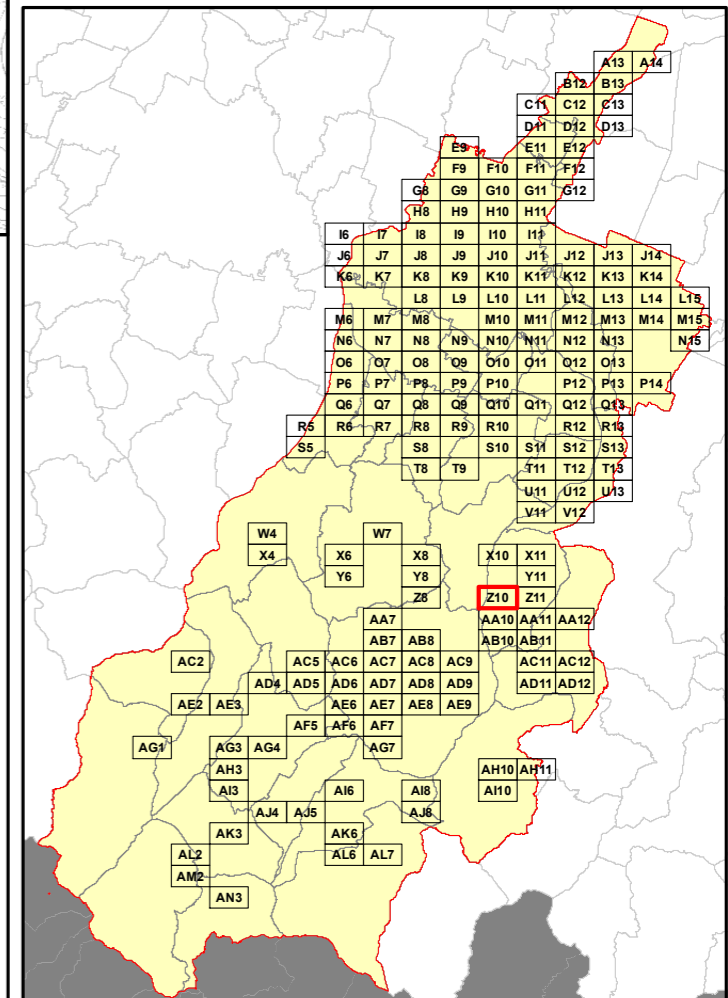 A13 A14
B12 B13
C11 C12 C13
D11 D12 D13
E9 E11 E12
F9 F10 F11 F12
G8 G9 G10 G11 G12
H8 H9 H10 H11
I6 I7 I8 I9 I10 I11
J6 J7 J8 J9 J10 J11 J12 J13 J14
K6 K7 K8 K9 K10 K11 K12 K13 K14
L8 L9 L10 L11 L12 L13 L14 L15
M6 M7 M8 M10 M11 M12 M13 M14 M15
N6 N7 N8 N9 N10 N11 N12 N13 N15
O6 O7 O8 O9 O10 O11 O12 O13
P6 P7 P8 P9 P10 P12 P13 P14
Q6 Q7 Q8 Q9 Q10 Q11 Q12 Q13
R5 R6 R7 R8 R9 R10 R12 R13
S5 S8 S10 S11 S12 S13
T8 T9 T11 T12 T13
U11 U12 U13
V11 V12
W4 W7
X4 X6 X8 X10 X11
Y6 Y8 Y11
Z8 Z10 Z11
AA7 AA10 AA11 AA12
AB7 AB8 AB10 AB11
AC2 AC5 AC6 AC7 AC8 AC9 AC11 AC12
AD4 AD5 AD6 AD7 AD8 AD9 AD11 AD12
AE2 AE3 AE6 AE7 AE8 AE9
AF5 AF6 AF7
AG1 AG3 AG4 AG7
AH3 AH10 AH11
AI3 AI6 AI8 AI10
AJ4 AJ5 AJ8
AK3 AK6
AL2 AL6 AL7
AM2
AN3